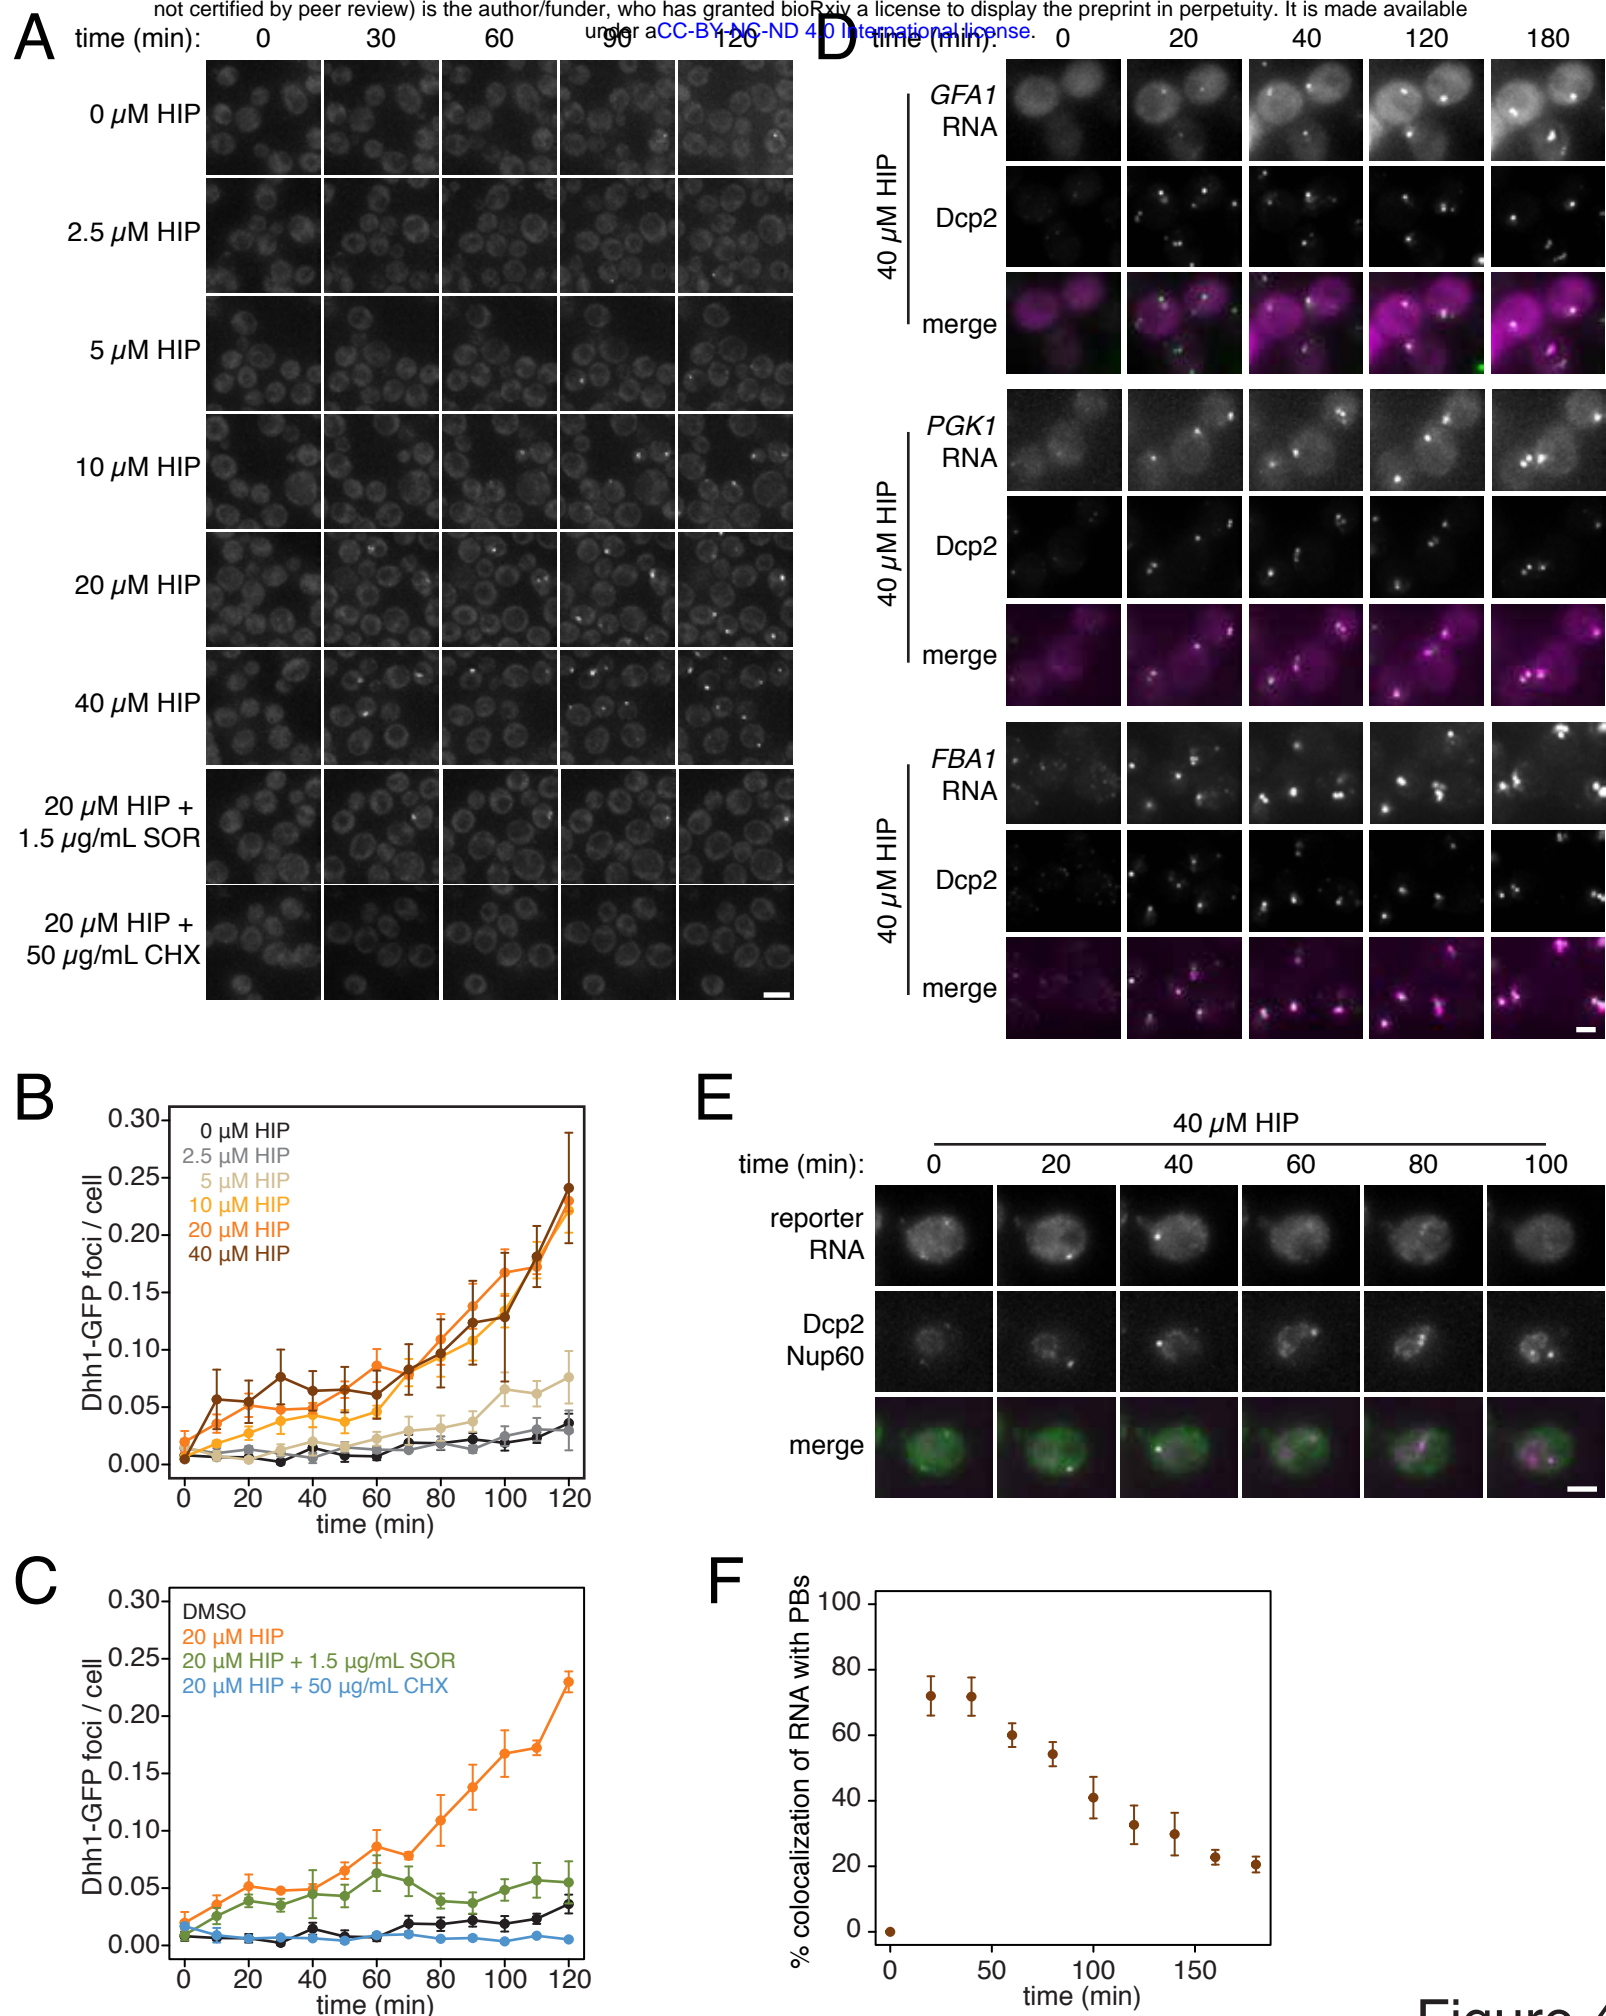 not certified by peer review) is the author/funder, who has granted bioRxiv a license to display the preprint in perpetuity. It is made available
under aCC-BY-NC-ND 4.0 International license.
A
time (min): 0 30 60 90 120
0 µM HIP
2.5 µM HIP
5 µM HIP
10 µM HIP
20 µM HIP
40 µM HIP
20 µM HIP +
1.5 µg/mL SOR
20 µM HIP +
50 µg/mL CHX
D
time (min): 0 20 40 120 180
40 µM HIP
GFA1
RNA
Dcp2
merge
40 µM HIP
PGK1
RNA
Dcp2
merge
40 µM HIP
FBA1
RNA
Dcp2
merge
B
Dhh1-GFP foci / cell
0.30
0.25
0.20
0.15
0.10
0.05
0.00
0 µM HIP
2.5 µM HIP
5 µM HIP
10 µM HIP
20 µM HIP
40 µM HIP
0 20 40 60 80 100 120
time (min)
E
40 µM HIP
time (min): 0 20 40 60 80 100
reporter
RNA
Dcp2
Nup60
merge
C
Dhh1-GFP foci / cell
0.30
0.25
0.20
0.15
0.10
0.05
0.00
DMSO
20 µM HIP
20 µM HIP + 1.5 µg/mL SOR
20 µM HIP + 50 µg/mL CHX
0 20 40 60 80 100 120
time (min)
F
% colocalization of RNA with PBs
100
80
60
40
20
0
0 50 100 150
time (min)
Figure